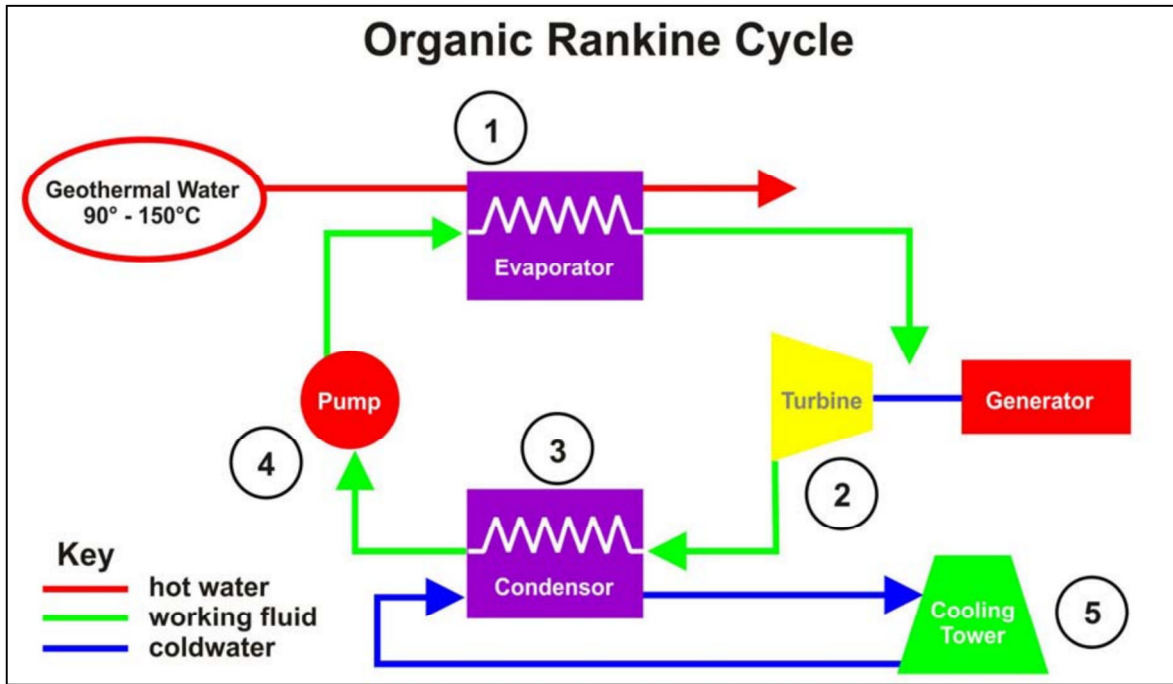 Organic Rankine Cycle
1
Geothermal Water
90° - 150°C
Evaporator
Pump
Turbine
Generator
4
3
2
Condensor
Cooling
Tower
5
Key
hot water
working fluid
coldwater